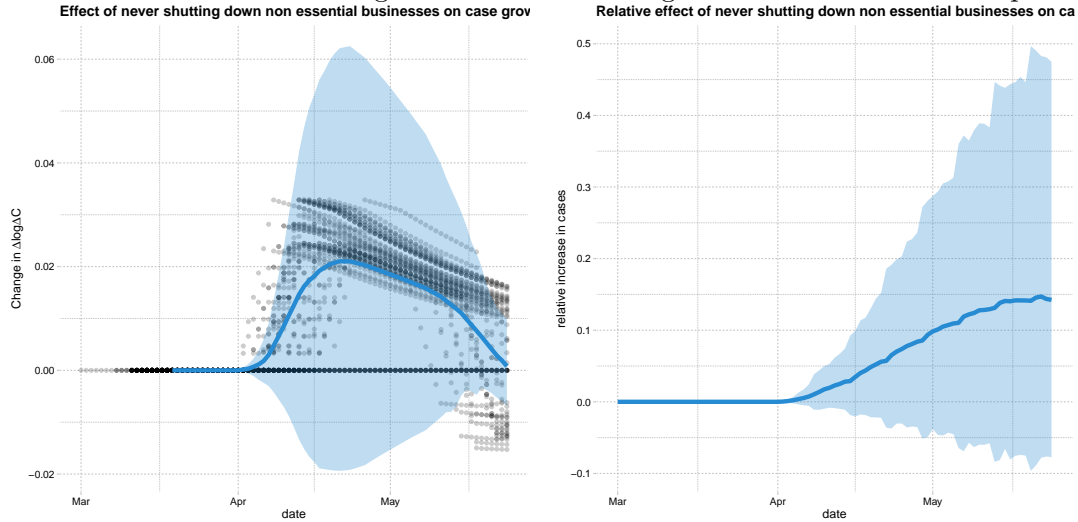 Effect of never shutting down non essential businesses on case grow
0.06
0.04
0.02
0.00
−0.02
Change in ΔlogΔC
Mar
Apr
May
date
Relative effect of never shutting down non essential businesses on ca
0.5
0.4
0.3
0.2
0.1
0.0
−0.1
relative increase in cases
Mar
Apr
May
date